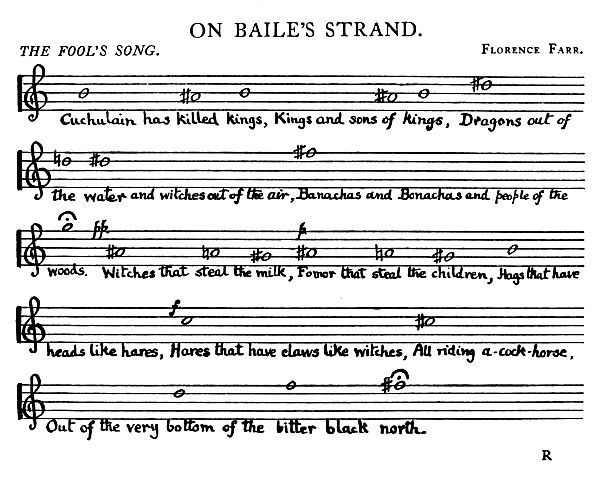 ON BAILE'S STRAND.
THE FOOL'S SONG.
FLORENCE FARR.
Cuchulain has killed kings, Kings and sons of kings, Dragons out of
the water and witches out of the air, Banachas and Bonachas and people of the
pp p
woods. Witches that steal the milk, Fomor that steal the children, Hags that have
f
heads like hares, Hares that have claws like witches, All riding a-cock-horse,
Out of the very bottom of the bitter black north.
R